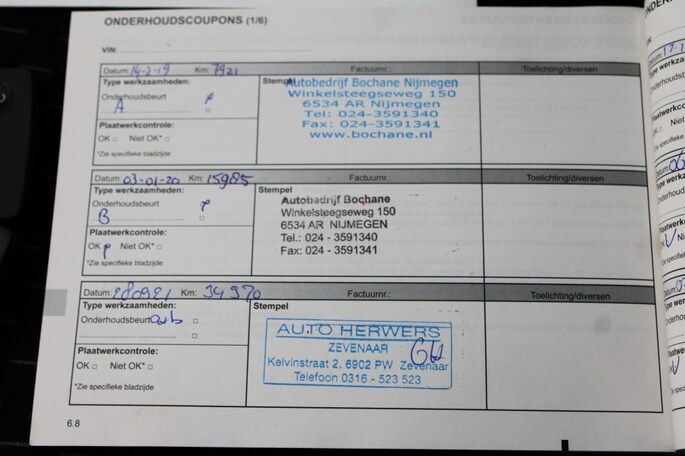 ONDERHOUDSCOUPONS (1/6)
VIN:
Datum: 14-2-19 Km: 7921 Factuurnr.: Toelichting/diversen
Type werkzaamheden: Stempel
Onderhoudsbeurt
A
Plaatwerkcontrole:
OK □ Niet OK* □
*Zie specifieke bladzijde
Autobedrijf Bochane Nijmegen
Winkelsteegseweg 150
6534 AR Nijmegen
Tel: 024-3591340
Fax: 024-3591341
www.bochane.nl
Datum: 03-01-20 Km: 15985 Factuurnr.: Toelichting/diversen
Type werkzaamheden: Stempel
Onderhoudsbeurt
B
Plaatwerkcontrole:
OK Niet OK* □
*Zie specifieke bladzijde
Autobedrijf Bochane
Winkelsteegseweg 150
6534 AR NIJMEGEN
Tel.: 024 - 3591340
Fax: 024 - 3591341
Datum: 280921 Km: 34970 Factuurnr.: Toelichting/diversen
Type werkzaamheden: Stempel
Onderhoudsbeurt □
Plaatwerkcontrole:
OK □ Niet OK* □
*Zie specifieke bladzijde
AUTO HERWERS
ZEVENAAR
Kelvinstraat 2, 6902 PW Zevenaar
Telefoon 0316 - 523 523
6.8